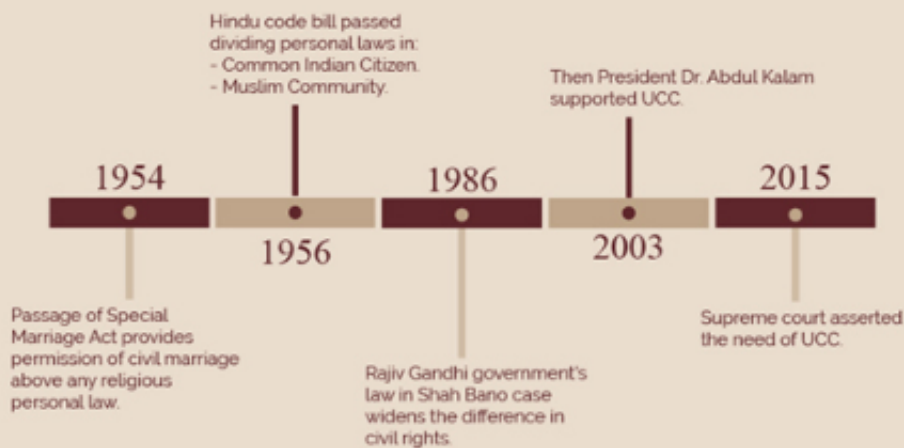 Hindu code bill passed
dividing personal laws in:
- Common Indian Citizen.
- Muslim Community.
Then President Dr. Abdul Kalam
supported UCC.
1954
1986
2015
1956
2003
Passage of Special
Marriage Act provides
permission of civil marriage
above any religious
personal law.
Rajiv Gandhi government's
law in Shah Bano case
widens the difference in
civil rights.
Supreme court asserted
the need of UCC.